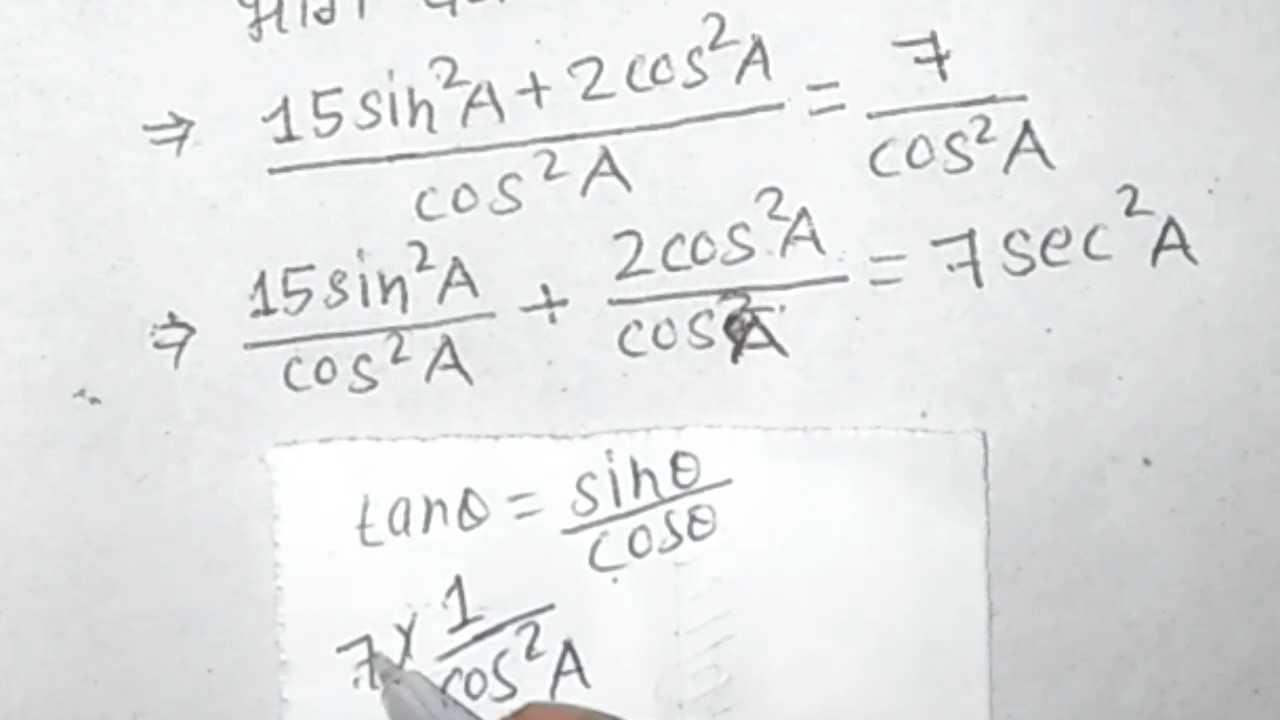 ⇒ (15sin²A + 2cos²A)/(cos²A) = 7/(cos²A)
⇒ (15sin²A)/(cos²A) + (2cos²A)/(cos²A) = 7sec²A
tanθ = sinθ/cosθ
7 × 1/(cos²A)